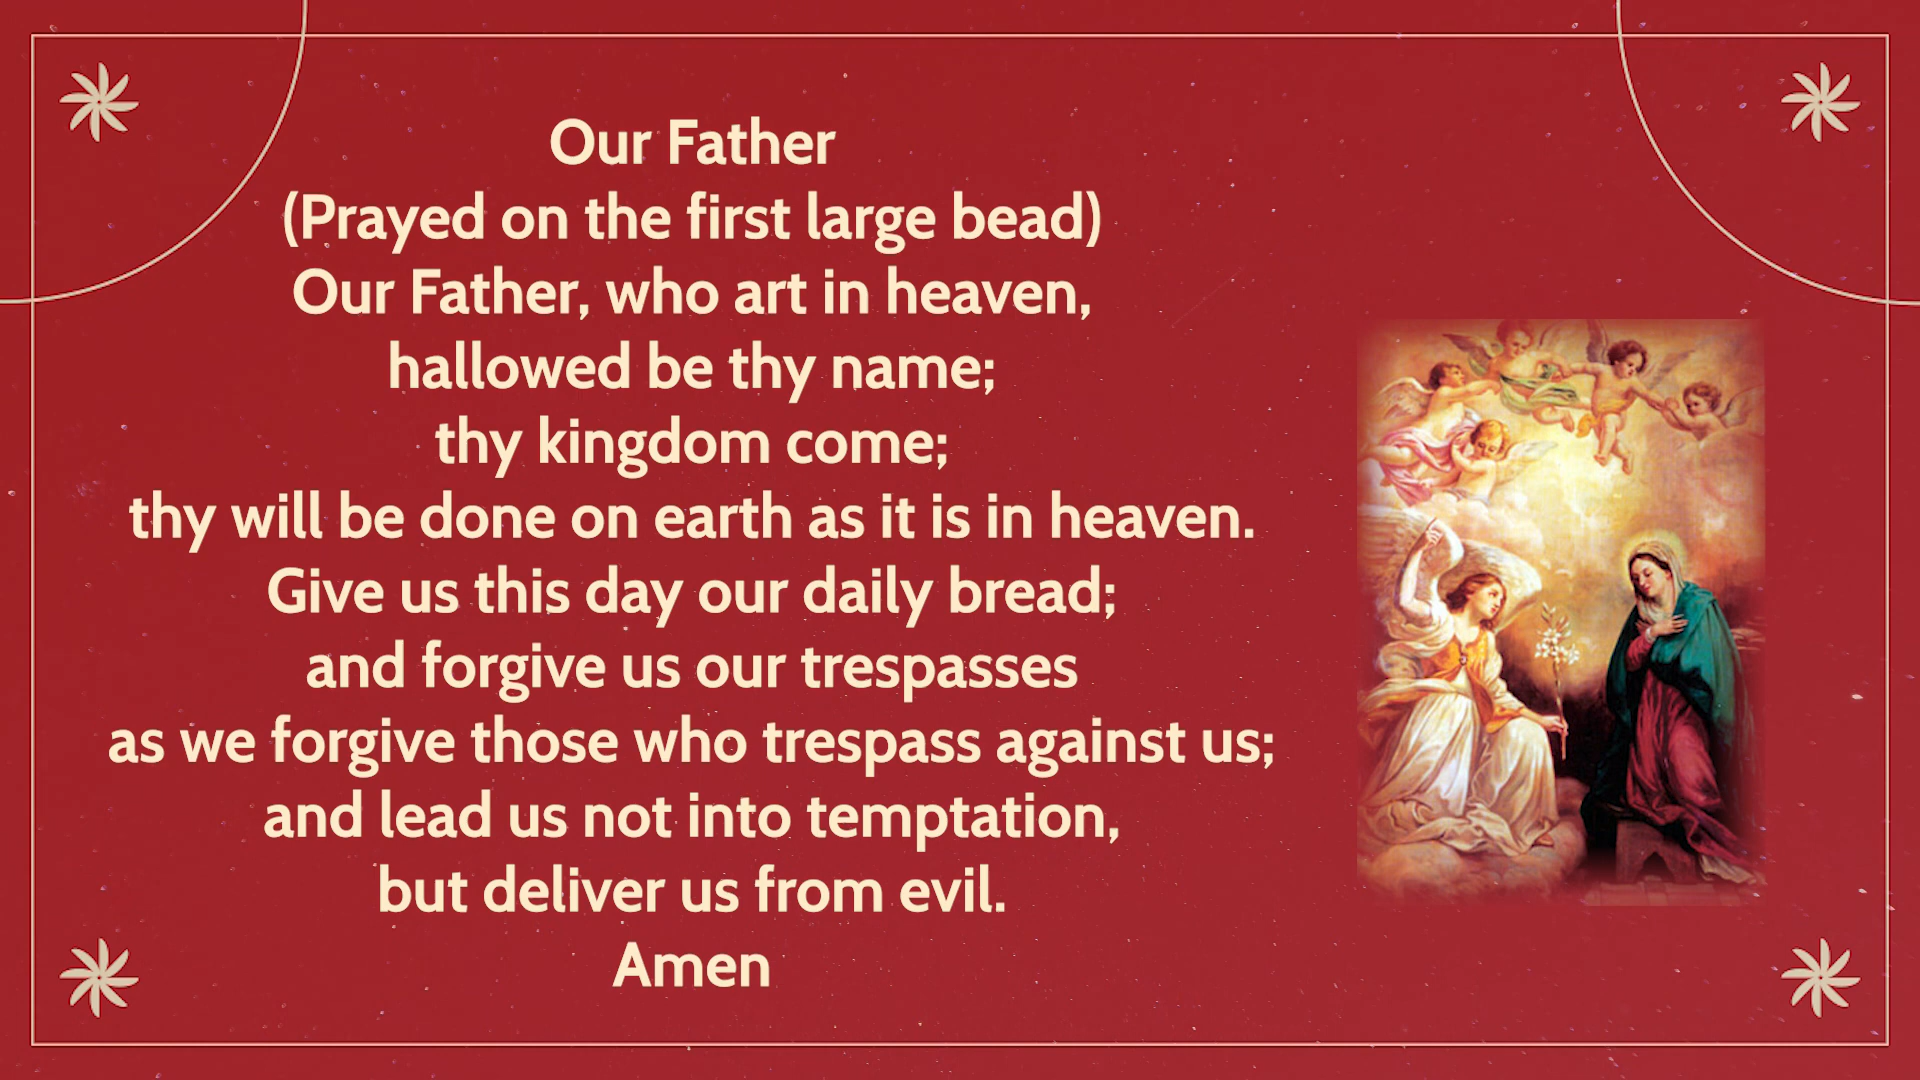 Our Father
(Prayed on the first large bead)
Our Father, who art in heaven,
hallowed be thy name;
thy kingdom come;
thy will be done on earth as it is in heaven.
Give us this day our daily bread;
and forgive us our trespasses
as we forgive those who trespass against us;
and lead us not into temptation,
but deliver us from evil.
Amen